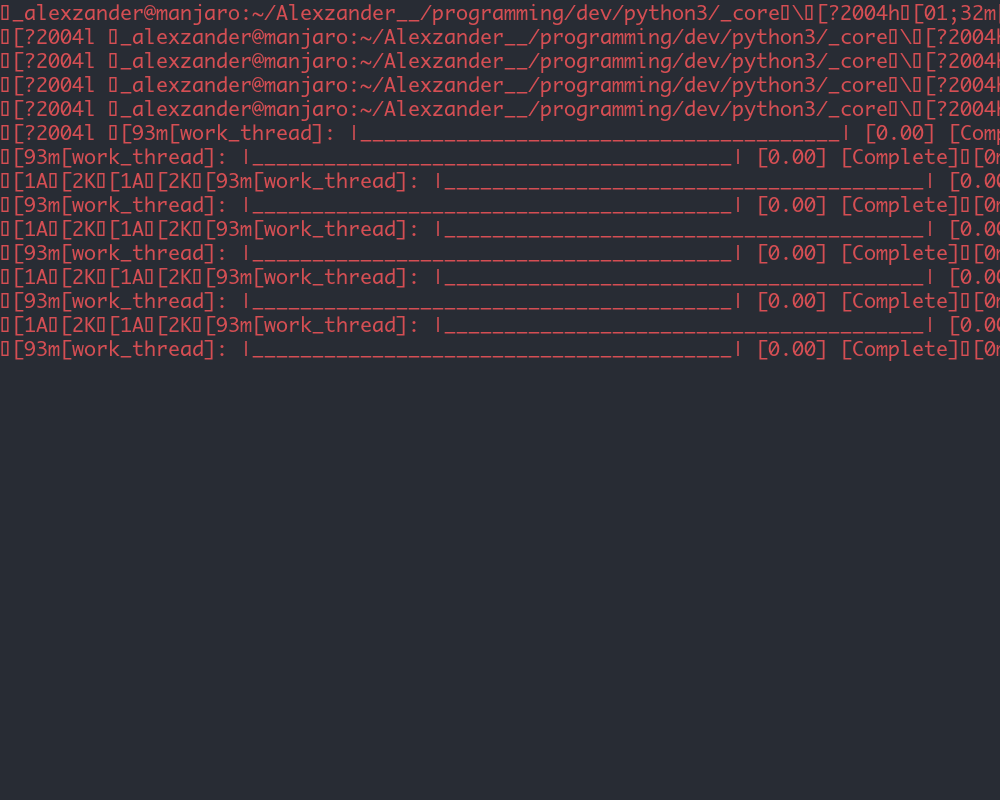 ▯_alexzander@manjaro:~/Alexzander__/programming/dev/python3/_core▯\▯[?2004h▯[01;32m
▯[?2004l ▯_alexzander@manjaro:~/Alexzander__/programming/dev/python3/_core▯\▯[?2004h
▯[?2004l ▯_alexzander@manjaro:~/Alexzander__/programming/dev/python3/_core▯\▯[?2004h
▯[?2004l ▯_alexzander@manjaro:~/Alexzander__/programming/dev/python3/_core▯\▯[?2004h
▯[?2004l ▯_alexzander@manjaro:~/Alexzander__/programming/dev/python3/_core▯\▯[?2004h
▯[?2004l ▯[93m[work_thread]: |________________________________________| [0.00] [Comp
▯[93m[work_thread]: |________________________________________| [0.00] [Complete]▯[0m
▯[1A▯[2K▯[1A▯[2K▯[93m[work_thread]: |________________________________________| [0.00
▯[93m[work_thread]: |________________________________________| [0.00] [Complete]▯[0m
▯[1A▯[2K▯[1A▯[2K▯[93m[work_thread]: |________________________________________| [0.00
▯[93m[work_thread]: |________________________________________| [0.00] [Complete]▯[0m
▯[1A▯[2K▯[1A▯[2K▯[93m[work_thread]: |________________________________________| [0.00
▯[93m[work_thread]: |________________________________________| [0.00] [Complete]▯[0m
▯[1A▯[2K▯[1A▯[2K▯[93m[work_thread]: |________________________________________| [0.00
▯[93m[work_thread]: |________________________________________| [0.00] [Complete]▯[0m